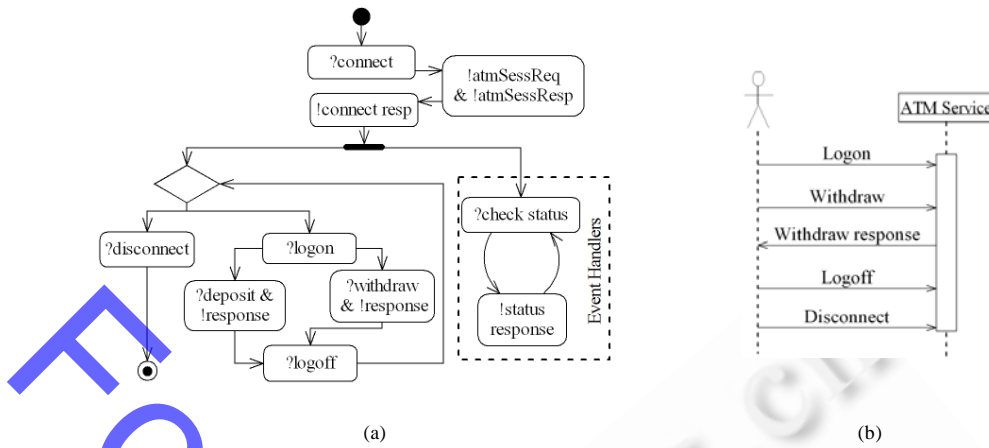 ?connect
!atmSessReq
& !atmSessResp
!connect resp
?disconnect
?logon
?deposit &
!response
?withdraw
& !response
?logoff
?check status
!status
response
Event Handlers
(a)
ATM Service
Logon
Withdraw
Withdraw response
Logoff
Disconnect
(b)